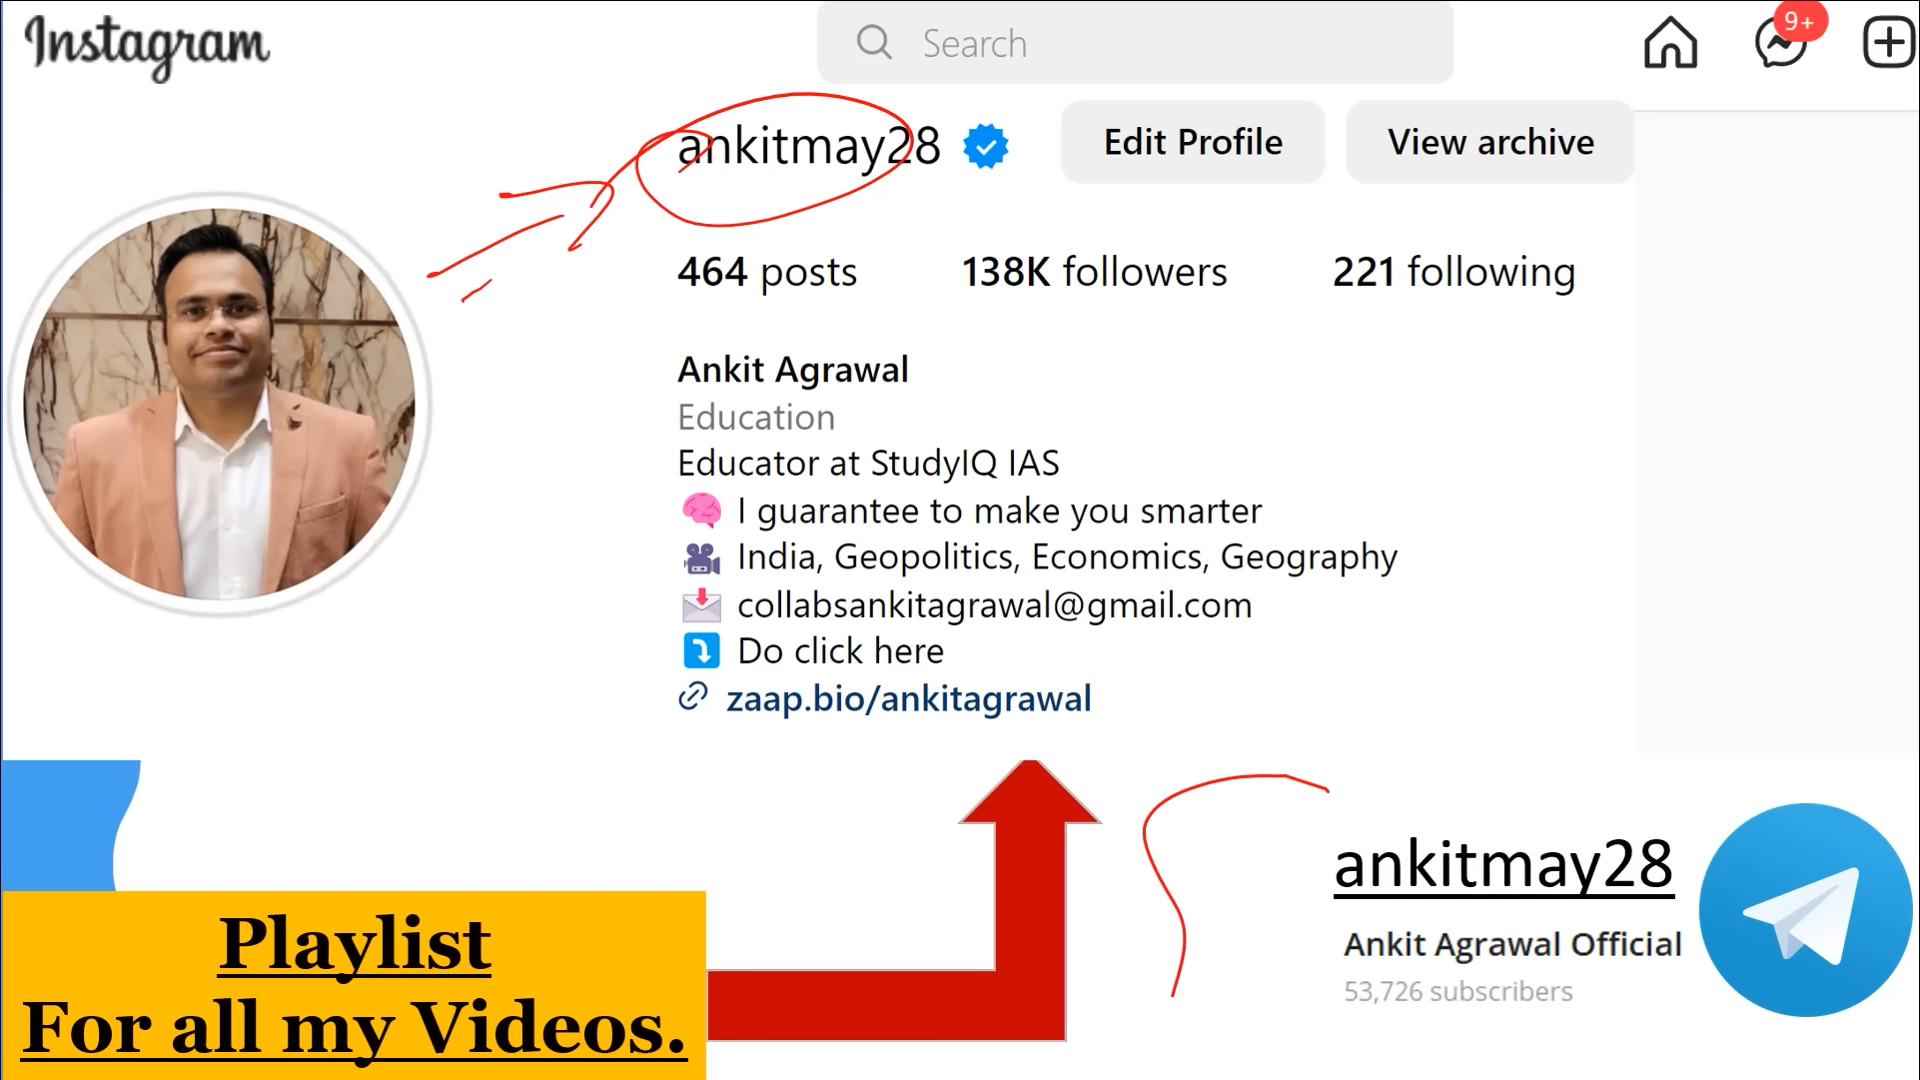 Instagram
Search
9+
ankitmay28
Edit Profile
View archive
464 posts
138K followers
221 following
Ankit Agrawal
Education
Educator at StudyIQ IAS
🧠 I guarantee to make you smarter
🎥 India, Geopolitics, Economics, Geography
📩 collabsankitagrawal@gmail.com
⤵️ Do click here
zaap.bio/ankitagrawal
ankitmay28
Ankit Agrawal Official
53,726 subscribers
Playlist
For all my Videos.